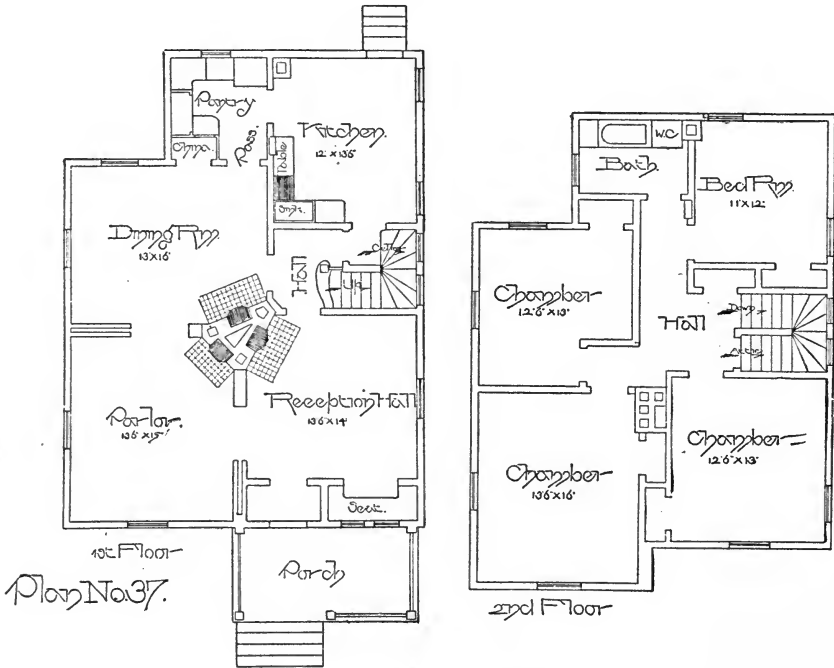 Pantry
China
Pass.
Kitchen.
12' X 13'6"
Table
Sink.
Dining Rm.
13 X 16'
Hall
Cellar
Up
Parlor.
13'6" X 15'
Reception Hall
13'6" X 14'
Seat.
Porch
1st Floor
Plan No. 37.
Bath.
W.C
Bed Rm.
11' X 12'
Chamber
12'6" X 13'
Hall
Down
Attic
Chamber
13'6" X 16'
Chamber
12'6" X 13'
2nd Floor